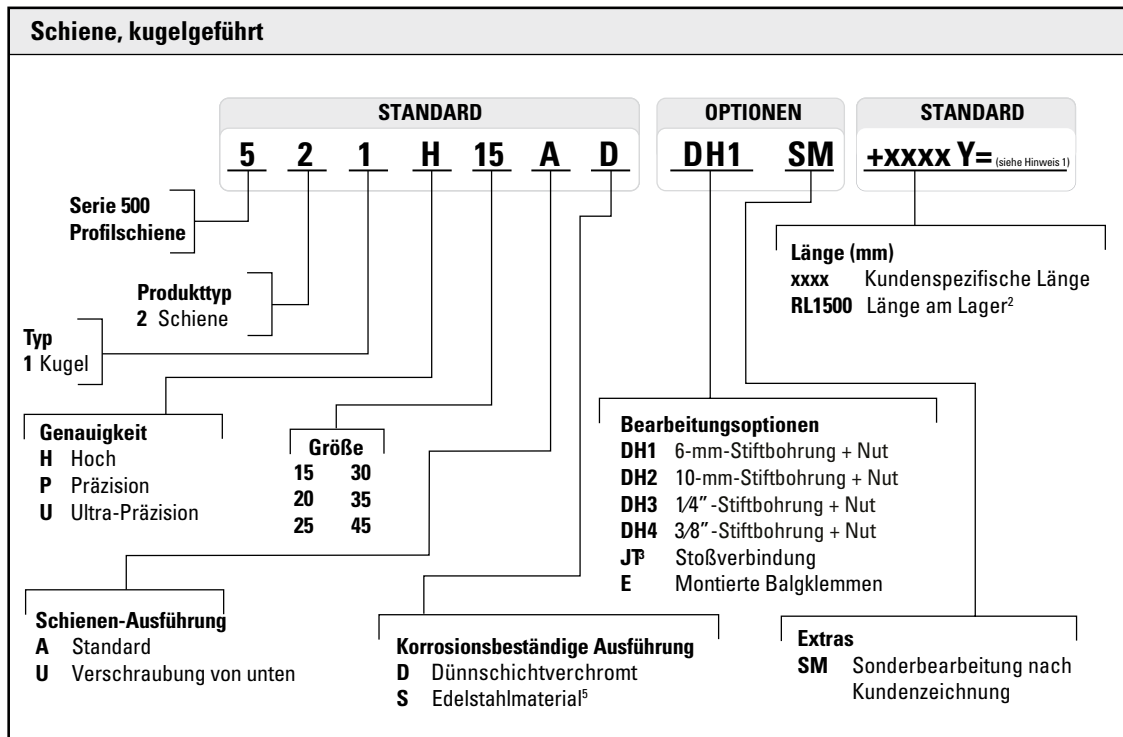 Schiene, kugelgeführt
STANDARD OPTIONEN STANDARD
5 2 1 H 15 A D DH1 SM +xxxx Y= (siehe Hinweis 1)
Serie 500
Profilschiene
Produkttyp
2 Schiene
Typ
1 Kugel
Länge (mm)
xxxx Kundenspezifische Länge
RL1500 Länge am Lager²
Genauigkeit
H Hoch
P Präzision
U Ultra-Präzision
Größe
15 30
20 35
25 45
Bearbeitungsoptionen
DH1 6-mm-Stiftbohrung + Nut
DH2 10-mm-Stiftbohrung + Nut
DH3 1/4″-Stiftbohrung + Nut
DH4 3/8″-Stiftbohrung + Nut
JT³ Stoßverbindung
E Montierte Balgklemmen
Schienen-Ausführung
A Standard
U Verschraubung von unten
Korrosionsbeständige Ausführung
D Dünnschichtverchromt
S Edelstahlmaterial⁵
Extras
SM Sonderbearbeitung nach
Kundenzeichnung